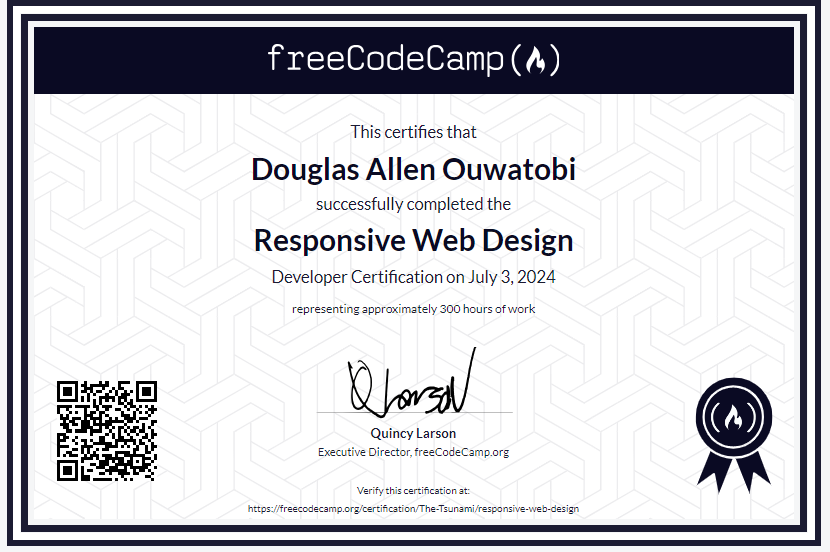 freeCodeCamp
This certifies that
Douglas Allen Ouwatobi
successfully completed the
Responsive Web Design
Developer Certification on July 3, 2024
representing approximately 300 hours of work
Q Larson
Quincy Larson
Executive Director, freeCodeCamp.org
Verify this certification at:
https://freecodecamp.org/certification/The-Tsunami/responsive-web-design